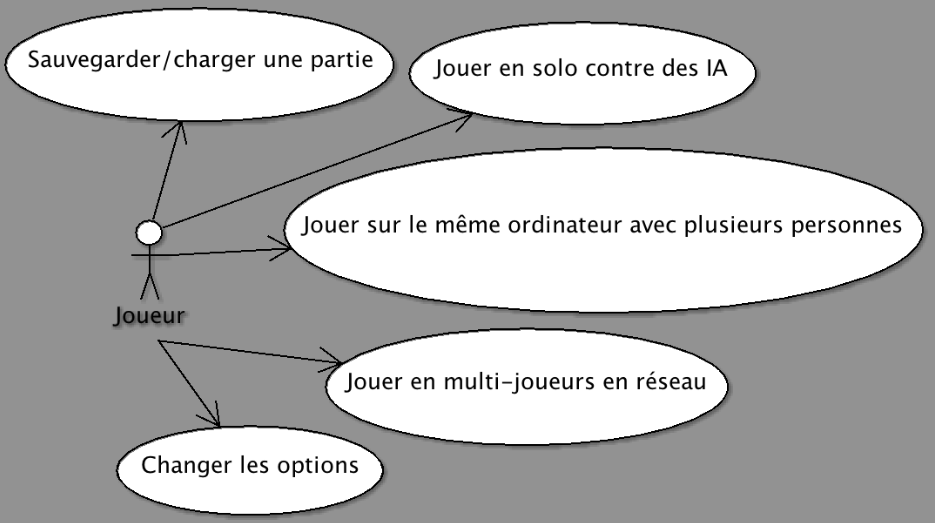 Sauvegarder/charger une partie
Jouer en solo contre des IA
Jouer sur le même ordinateur avec plusieurs personnes
Joueur
Jouer en multi-joueurs en réseau
Changer les options